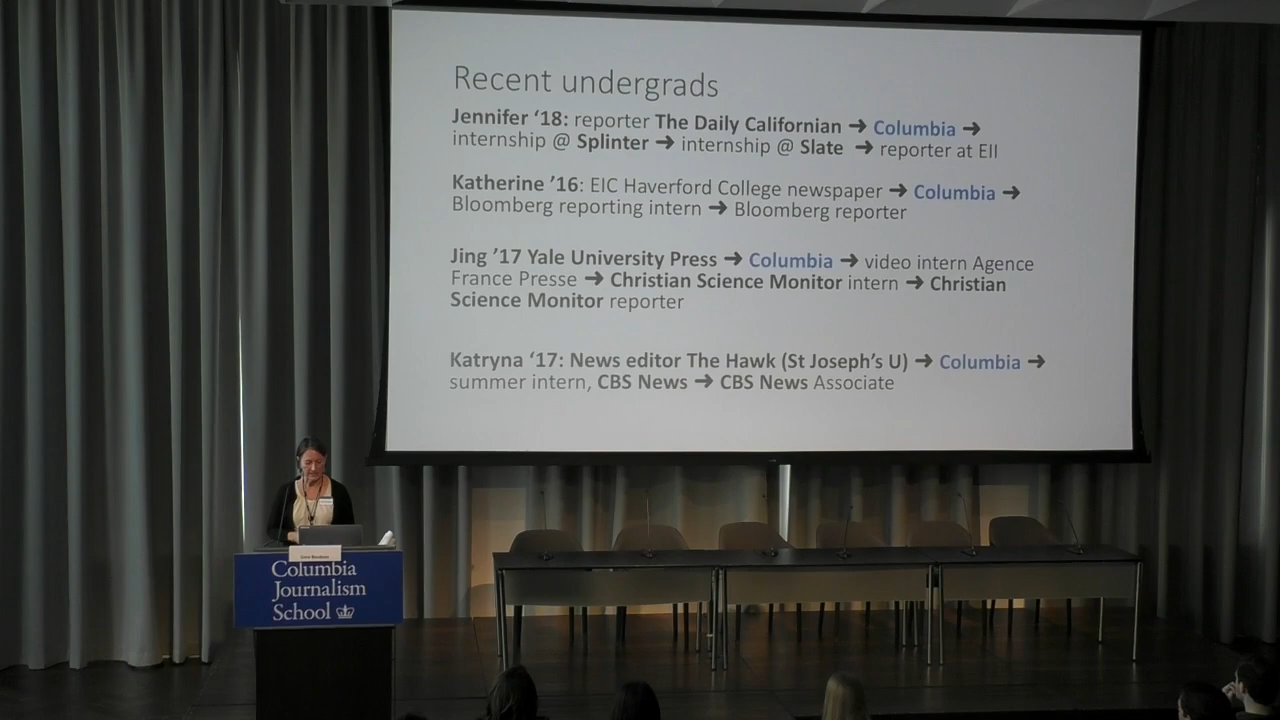 Recent undergrads
Jennifer ‘18: reporter The Daily Californian ➜ Columbia ➜
internship @ Splinter ➜ internship @ Slate ➜ reporter at EII
Katherine ’16: EIC Haverford College newspaper ➜ Columbia ➜
Bloomberg reporting intern ➜ Bloomberg reporter
Jing ’17 Yale University Press ➜ Columbia ➜ video intern Agence
France Presse ➜ Christian Science Monitor intern ➜ Christian
Science Monitor reporter
Katryna ‘17: News editor The Hawk (St Joseph’s U) ➜ Columbia ➜
summer intern, CBS News ➜ CBS News Associate
Columbia
Journalism
School